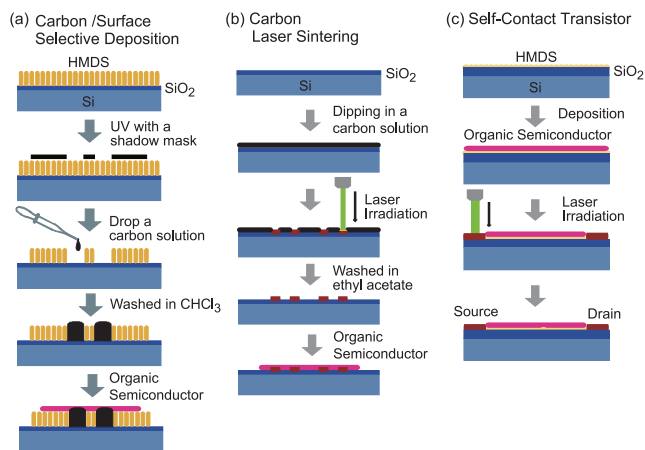 (a) Carbon /Surface
Selective Deposition
HMDS
SiO2
Si
UV with a
shadow mask
Drop a
carbon solution
Washed in CHCl3
Organic
Semiconductor
(b) Carbon
Laser Sintering
SiO2
Si
Dipping in a
carbon solution
Laser
Irradiation
Washed in
ethyl acetate
Organic
Semiconductor
(c) Self-Contact Transistor
HMDS
SiO2
Si
Deposition
Organic Semiconductor
Laser
Irradiation
Source
Drain